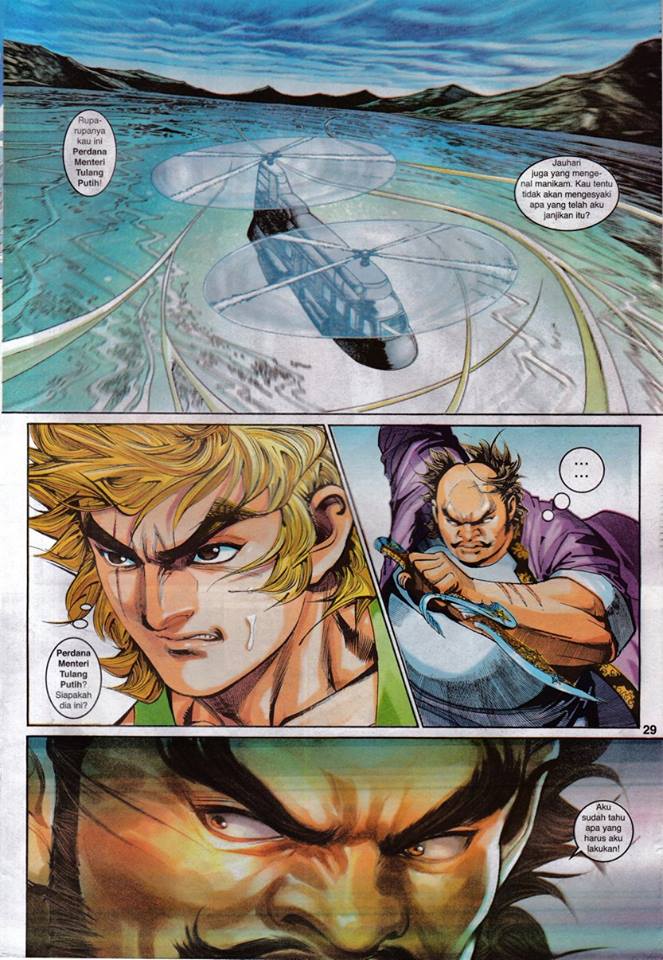 Rupa-
rupanya
kau ini
Perdana
Menteri
Tulang
Putih!
Jauhari
juga yang menge-
nal manikam. Kau tentu
tidak akan mengesyaki
apa yang telah aku
janjikan itu?
...
...
Perdana
Menteri
Tulang
Putih?
Siapakah
dia ini?
29
Aku
sudah tahu
apa yang
harus aku
lakukan!